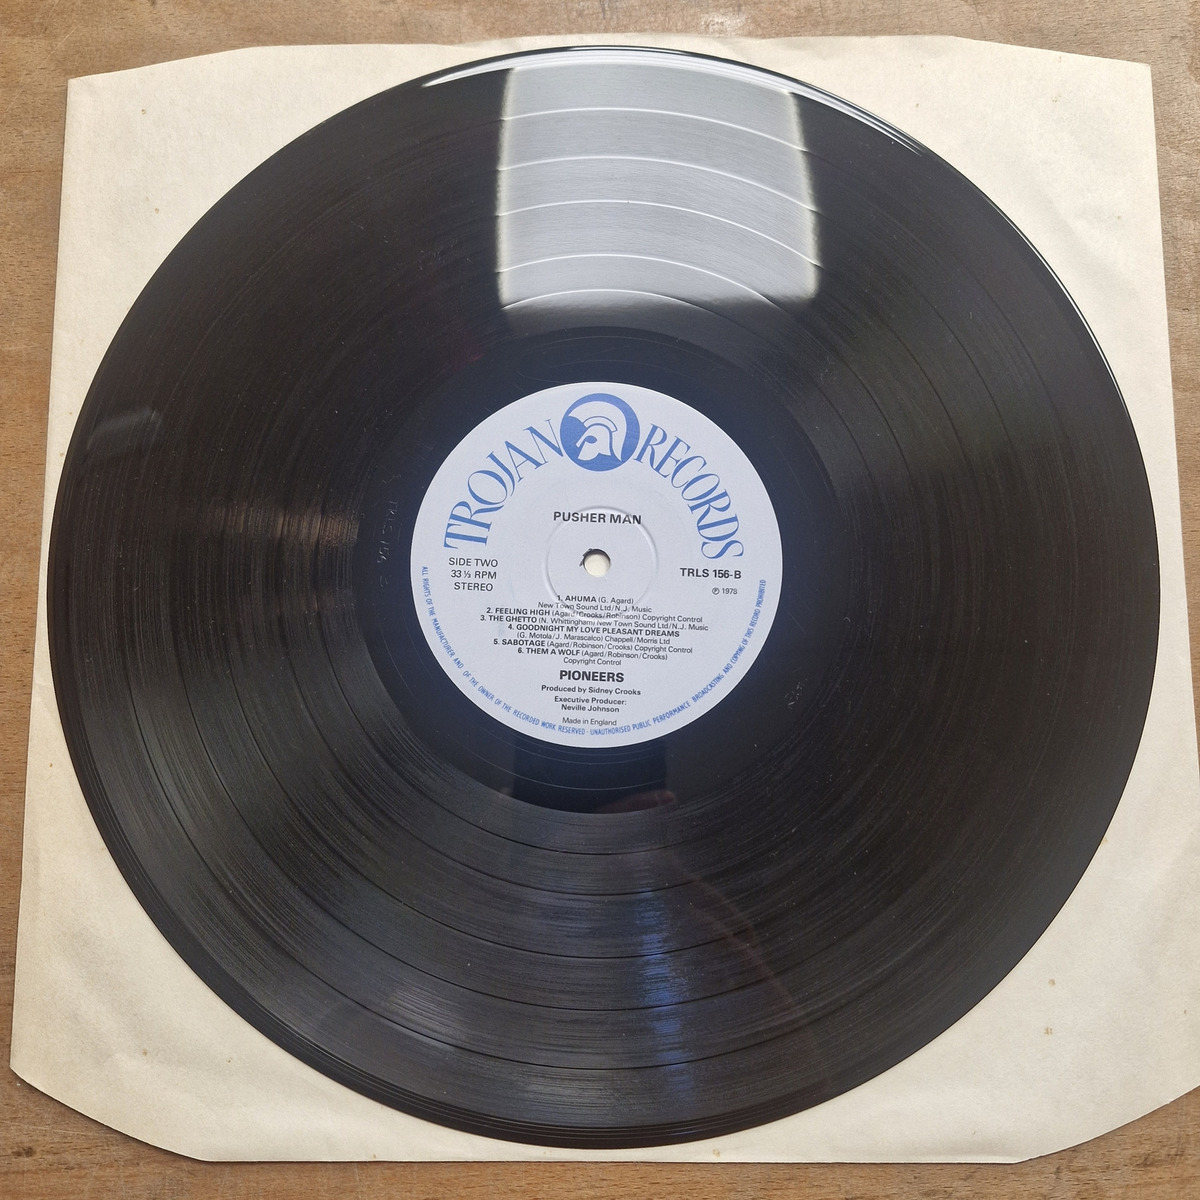 TROJAN RECORDS
PUSHER MAN
SIDE TWO
33 ⅓ RPM
STEREO
TRLS 156-B
℗ 1978
1. AHUMA (G. Agard)
New Town Sound Ltd/N.J. Music
2. FEELING HIGH (Agard/Crooks/Robinson) Copyright Control
3. THE GHETTO (N. Whittingham) New Town Sound Ltd/N.J. Music
4. GOODNIGHT MY LOVE PLEASANT DREAMS
(G. Motola/J. Marascalco) Chappell/Morris Ltd
5. SABOTAGE (Agard/Robinson/Crooks) Copyright Control
6. THEM A WOLF (Agard/Robinson/Crooks)
Copyright Control
PIONEERS
Produced by Sidney Crooks
Executive Producer:
Neville Johnson
Made in England
ALL RIGHTS OF THE MANUFACTURER AND OF THE OWNER OF THE RECORDED WORK RESERVED · UNAUTHORISED PUBLIC PERFORMANCE BROADCASTING AND COPYING OF THIS RECORD PROHIBITED